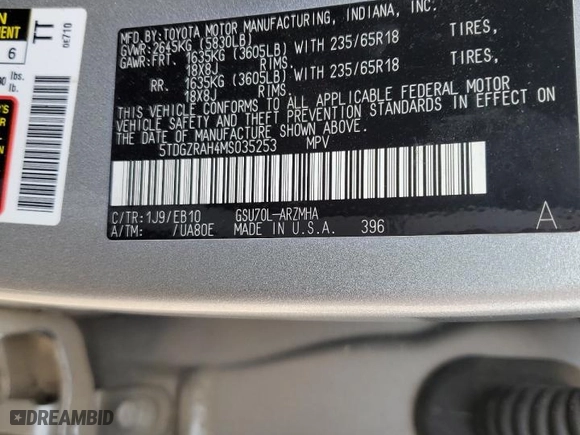 MFD.BY: TOYOTA MOTOR MANUFACTURING, INDIANA, INC.
GVWR: 2645KG (5830LB)
GAWR: FRT. 1635KG (3605LB) WITH 235/65R18
18X8J RIMS.
RR. 1635KG (3605LB) WITH 235/65R18
18X8J RIMS.
THIS VEHICLE CONFORMS TO ALL APPLICABLE FEDERAL MOTOR
VEHICLE SAFETY AND THEFT PREVENTION STANDARDS IN EFFECT ON
THE DATE OF MANUFACTURE SHOWN ABOVE.
5TDGZRAH4MS035253 MPV
C/TR: 1J9/EB10 GSU70L-ARZMHA A
A/TM: /UA80E MADE IN U.S.A. 396
TT
0E710
6
lbs.
lb.
DREAMBID